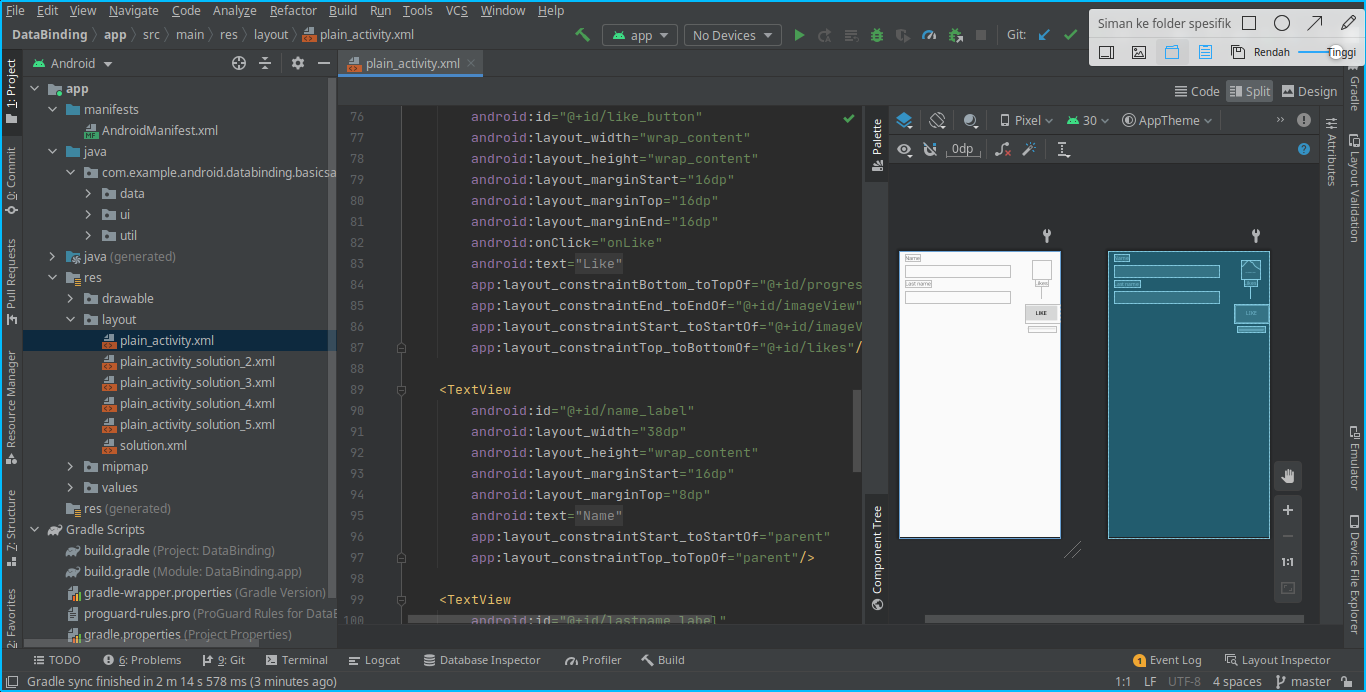 File Edit View Navigate Code Analyze Refactor Build Run Tools VCS Window Help
Siman ke folder spesifik
DataBinding app src main res layout plain_activity.xml
app No Devices Git:
Rendah Tinggi
Android
plain_activity.xml
Code Split Design
1: Project
0: Commit
Pull Requests
Resource Manager
7: Structure
2: Favorites
app
manifests
AndroidManifest.xml
java
com.example.android.databinding.basicsa
data
ui
util
java (generated)
res
drawable
layout
plain_activity.xml
plain_activity_solution_2.xml
plain_activity_solution_3.xml
plain_activity_solution_4.xml
plain_activity_solution_5.xml
solution.xml
mipmap
values
res (generated)
Gradle Scripts
build.gradle (Project: DataBinding)
build.gradle (Module: DataBinding.app)
gradle-wrapper.properties (Gradle Version)
proguard-rules.pro (ProGuard Rules for DataB
gradle.properties (Project Properties)
76 android:id="@+id/like_button"
77 android:layout_width="wrap_content"
78 android:layout_height="wrap_content"
79 android:layout_marginStart="16dp"
80 android:layout_marginTop="16dp"
81 android:layout_marginEnd="16dp"
82 android:onClick="onLike"
83 android:text="Like"
84 app:layout_constraintBottom_toTopOf="@+id/progres
85 app:layout_constraintEnd_toEndOf="@+id/imageView"
86 app:layout_constraintStart_toStartOf="@+id/imageV
87 app:layout_constraintTop_toBottomOf="@+id/likes"/
88
89 <TextView
90 android:id="@+id/name_label"
91 android:layout_width="38dp"
92 android:layout_height="wrap_content"
93 android:layout_marginStart="16dp"
94 android:layout_marginTop="8dp"
95 android:text="Name"
96 app:layout_constraintStart_toStartOf="parent"
97 app:layout_constraintTop_toTopOf="parent"/>
98
99 <TextView
100 android:id="@+id/lastname_label"
Palette
Component Tree
Pixel 30 AppTheme
0dp
Name
Last name
Likes
LIKE
Name
Last name
Likes
LIKE
1:1
Attributes
Gradle
Layout Validation
Emulator
Device File Explorer
TODO 6: Problems 9: Git Terminal Logcat Database Inspector Profiler Build 1 Event Log Layout Inspector
Gradle sync finished in 2 m 14 s 578 ms (3 minutes ago) 1:1 LF UTF-8 4 spaces master